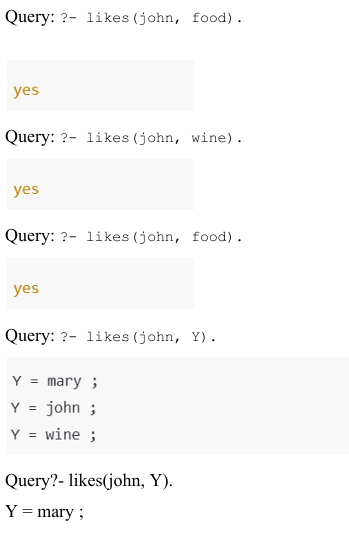 Query: ?- likes(john, food).
yes
Query: ?- likes(john, wine).
yes
Query: ?- likes(john, food).
yes
Query: ?- likes(john, Y).
Y = mary ;
Y = john ;
Y = wine ;
Query?- likes(john, Y).
Y = mary ;